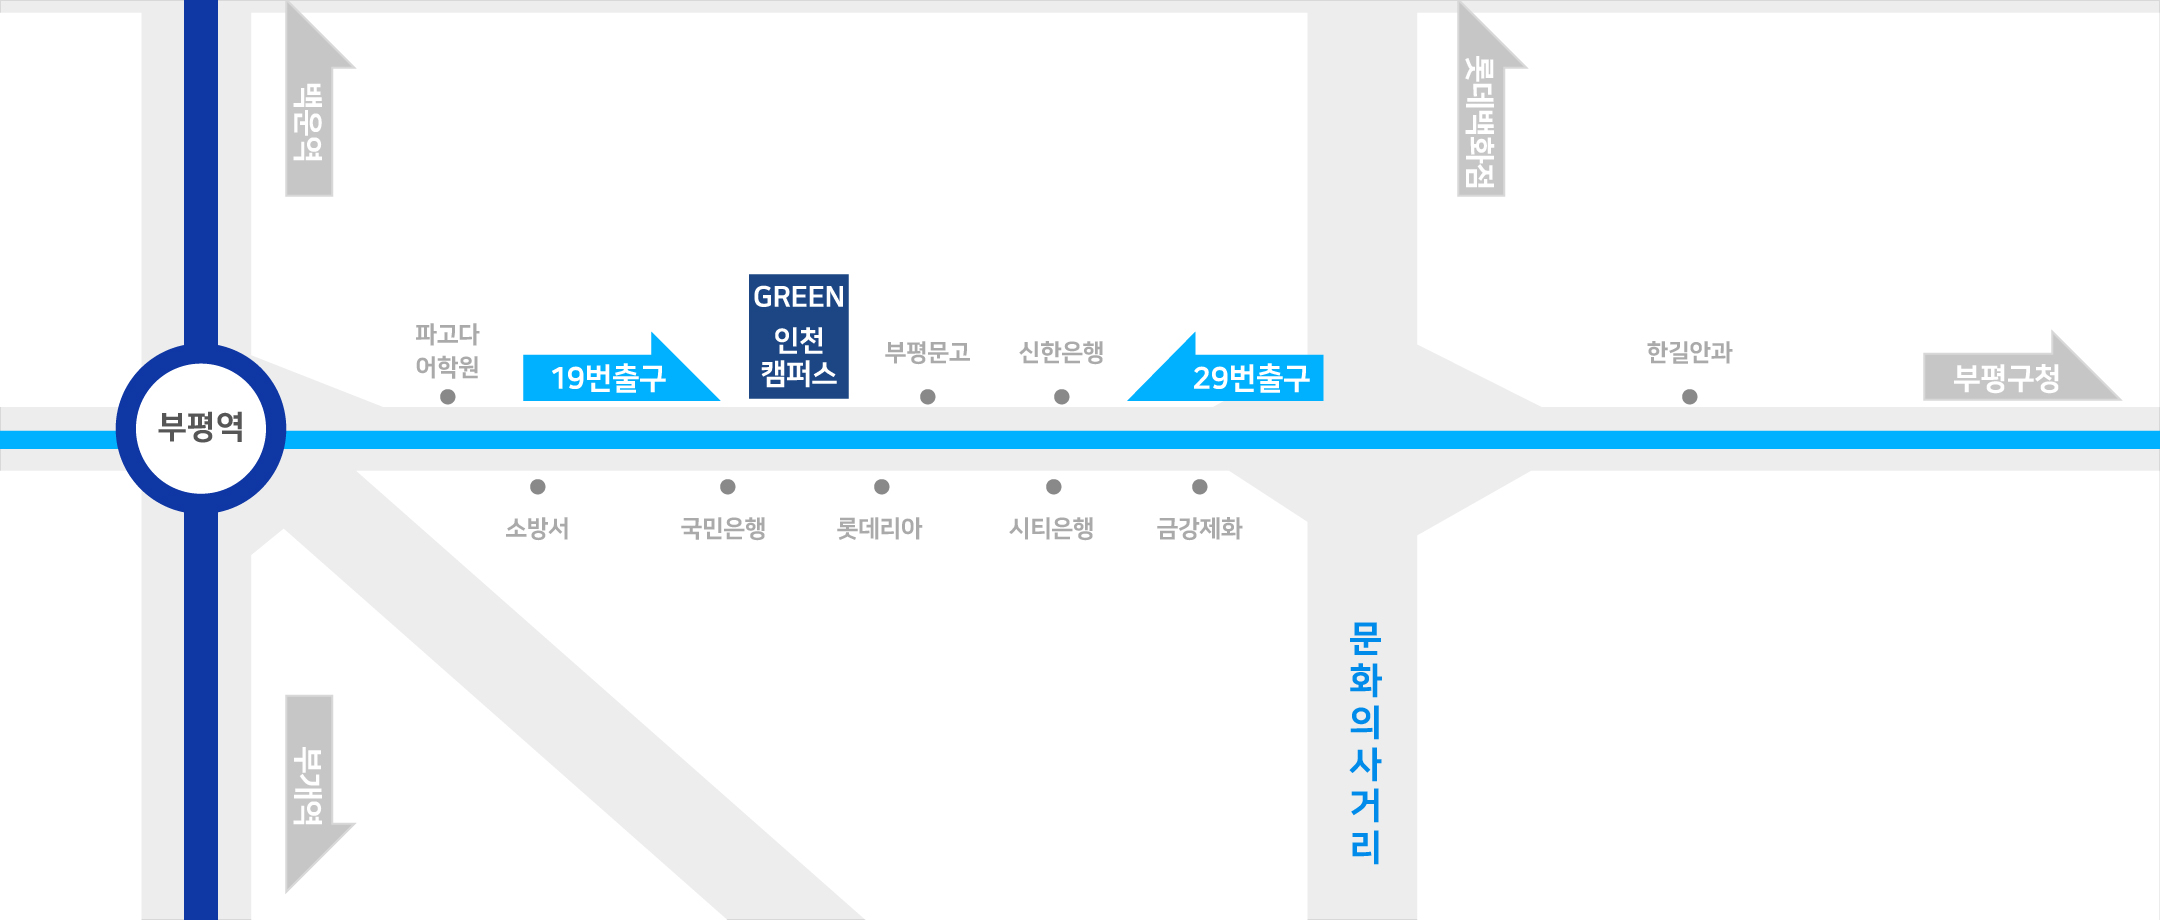 백운역
롯데백화점
파고다
어학원
19번출구
GREEN
인천
캠퍼스
부평문고
신한은행
29번출구
한길안과
부평구청
부평역
소방서
국민은행
롯데리아
시티은행
금강제화
문화의사거리
부개역